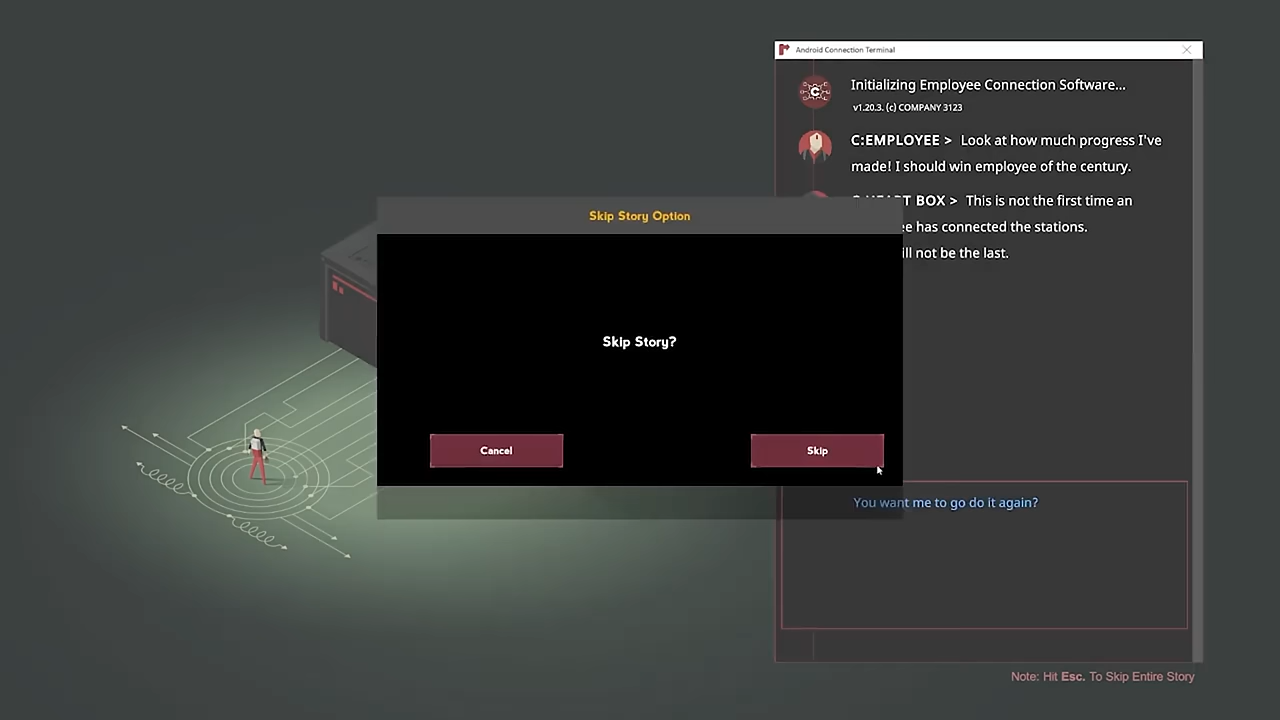 Android Connection Terminal
Initializing Employee Connection Software...
v1.20.3. (c) COMPANY 3123
C:EMPLOYEE > Look at how much progress I've
made! I should win employee of the century.
BOX > This is not the first time an
has connected the stations.
not be the last.
Skip Story Option
Skip Story?
Cancel
Skip
You want me to go do it again?
Note: Hit Esc. To Skip Entire Story